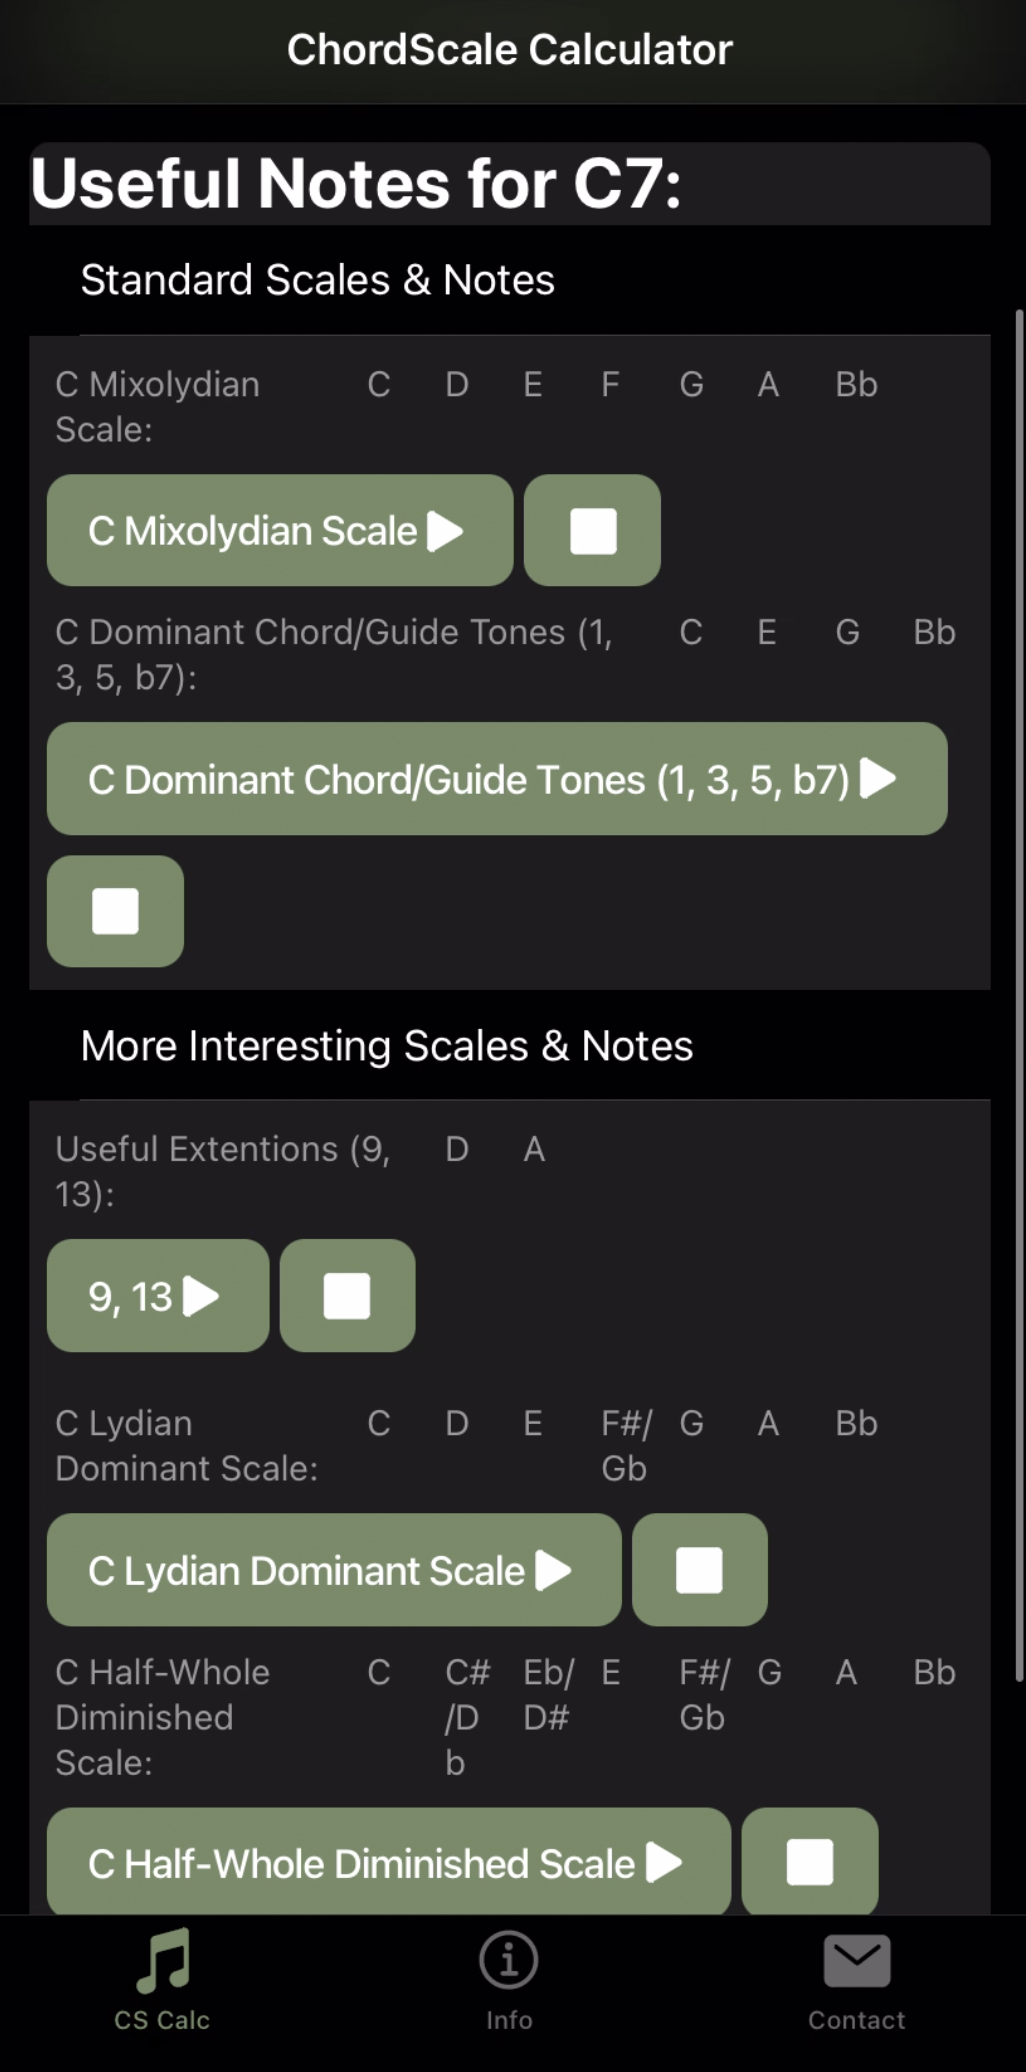 ChordScale Calculator
Useful Notes for C7:
Standard Scales & Notes
C Mixolydian C D E F G A Bb
Scale:
C Mixolydian Scale
C Dominant Chord/Guide Tones (1, C E G Bb
3, 5, b7):
C Dominant Chord/Guide Tones (1, 3, 5, b7)
More Interesting Scales & Notes
Useful Extentions (9, D A
13):
9, 13
C Lydian C D E F#/ G A Bb
Dominant Scale: Gb
C Lydian Dominant Scale
C Half-Whole C C# Eb/ E F#/ G A Bb
Diminished /D D# Gb
Scale: b
C Half-Whole Diminished Scale
CS Calc Info Contact